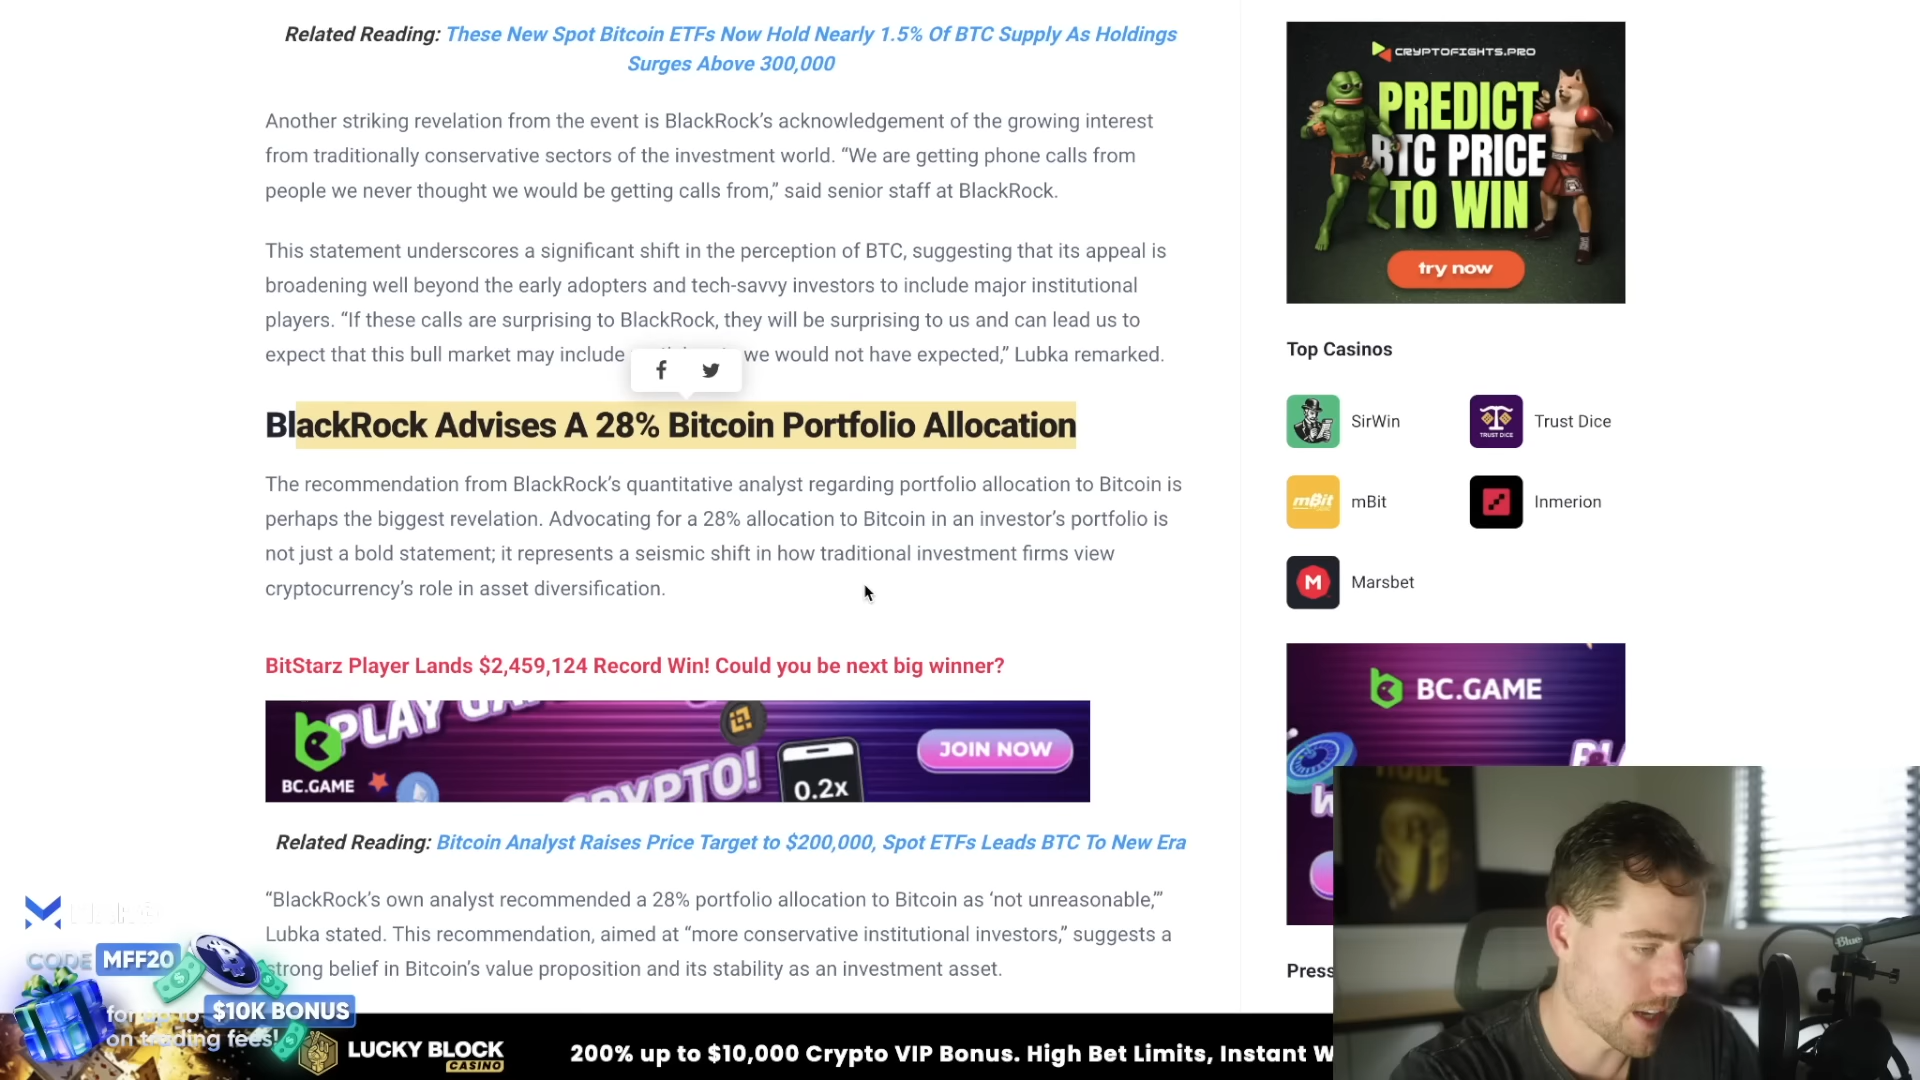 Related Reading: These New Spot Bitcoin ETFs Now Hold Nearly 1.5% Of BTC Supply As Holdings
Surges Above 300,000
Another striking revelation from the event is BlackRock’s acknowledgement of the growing interest
from traditionally conservative sectors of the investment world. “We are getting phone calls from
people we never thought we would be getting calls from,” said senior staff at BlackRock.
This statement underscores a significant shift in the perception of BTC, suggesting that its appeal is
broadening well beyond the early adopters and tech-savvy investors to include major institutional
players. “If these calls are surprising to BlackRock, they will be surprising to us and can lead us to
expect that this bull market may include we would not have expected,” Lubka remarked.
BlackRock Advises A 28% Bitcoin Portfolio Allocation
The recommendation from BlackRock’s quantitative analyst regarding portfolio allocation to Bitcoin is
perhaps the biggest revelation. Advocating for a 28% allocation to Bitcoin in an investor’s portfolio is
not just a bold statement; it represents a seismic shift in how traditional investment firms view
cryptocurrency’s role in asset diversification.
BitStarz Player Lands $2,459,124 Record Win! Could you be next big winner?
PLAY
CRYPTO!
BC.GAME
0.2x
JOIN NOW
Related Reading: Bitcoin Analyst Raises Price Target to $200,000, Spot ETFs Leads BTC To New Era
“BlackRock’s own analyst recommended a 28% portfolio allocation to Bitcoin as ‘not unreasonable,’”
Lubka stated. This recommendation, aimed at “more conservative institutional investors,” suggests a
strong belief in Bitcoin’s value proposition and its stability as an investment asset.
CRYPTOFIGHTS.PRO
PREDICT
BTC PRICE
TO WIN
try now
Top Casinos
SirWin
TRUST DICE
Trust Dice
mBit
mBit
Inmerion
M
Marsbet
BC.GAME
Press
CODE MFF20
$10K BONUS
on trading fees!
LUCKY BLOCK
CASINO
200% up to $10,000 Crypto VIP Bonus. High Bet Limits, Instant
Blue